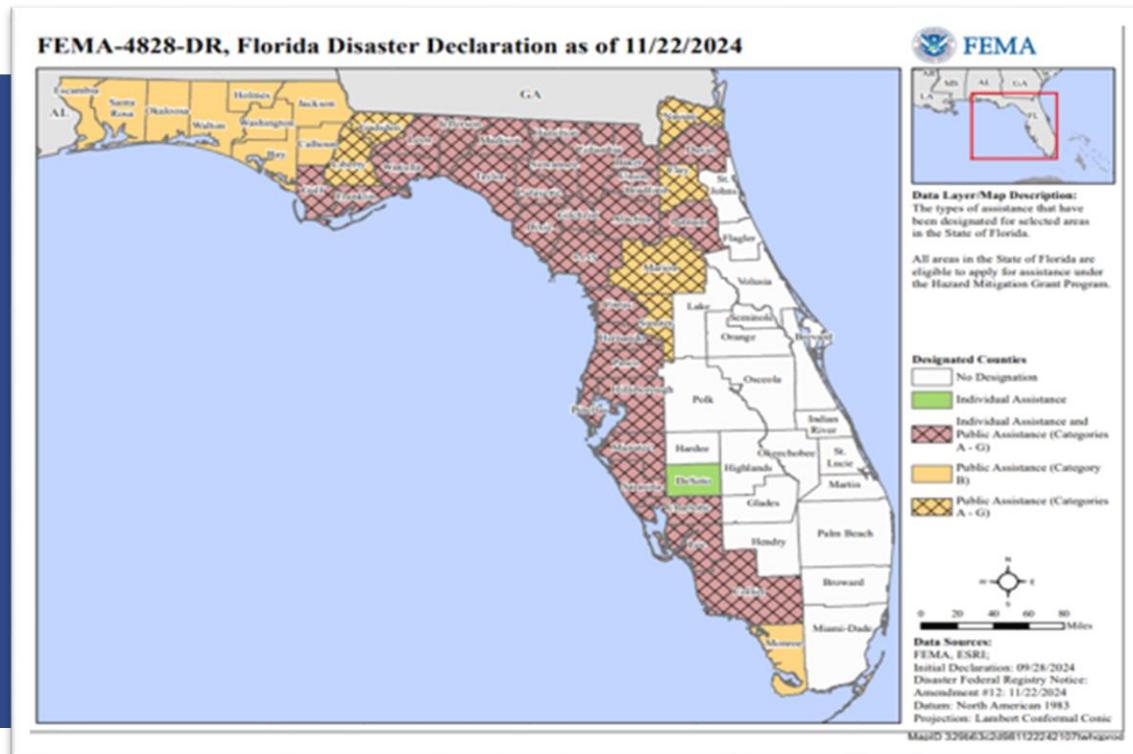 FEMA-4828-DR, Florida Disaster Declaration as of 11/22/2024
FEMA
GA
AL
Escambia
Santa
Rosa
Okaloosa
Walton
Holmes
Washington
Jackson
Bay
Calhoun
Gulf
Liberty
Gadsden
Franklin
Leon
Wakulla
Jefferson
Madison
Taylor
Hamilton
Suwannee
Lafayette
Dixie
Columbia
Baker
Union
Bradford
Gilchrist
Alachua
Levy
Nassau
Duval
Clay
Putnam
St.
Johns
Flagler
Marion
Volusia
Citrus
Sumter
Lake
Seminole
Orange
Brevard
Hernando
Pasco
Hillsborough
Pinellas
Polk
Osceola
Indian
River
Manatee
Hardee
Okeechobee
St.
Lucie
Highlands
Sarasota
DeSoto
Martin
Charlotte
Glades
Lee
Hendry
Palm Beach
Collier
Broward
Monroe
Miami-Dade
AR
MS
AL
GA
LA
FL
Data Layer/Map Description:
The types of assistance that have
been designated for selected areas
in the State of Florida.
All areas in the State of Florida are
eligible to apply for assistance under
the Hazard Mitigation Grant Program.
Designated Counties
No Designation
Individual Assistance
Individual Assistance and
Public Assistance (Categories
A - G)
Public Assistance (Category
B)
Public Assistance (Categories
A - G)
N
W
E
S
0 20 40 60 80
Miles
Data Sources:
FEMA, ESRI;
Initial Declaration: 09/28/2024
Disaster Federal Registry Notice:
Amendment #12: 11/22/2024
Datum: North American 1983
Projection: Lambert Conformal Conic